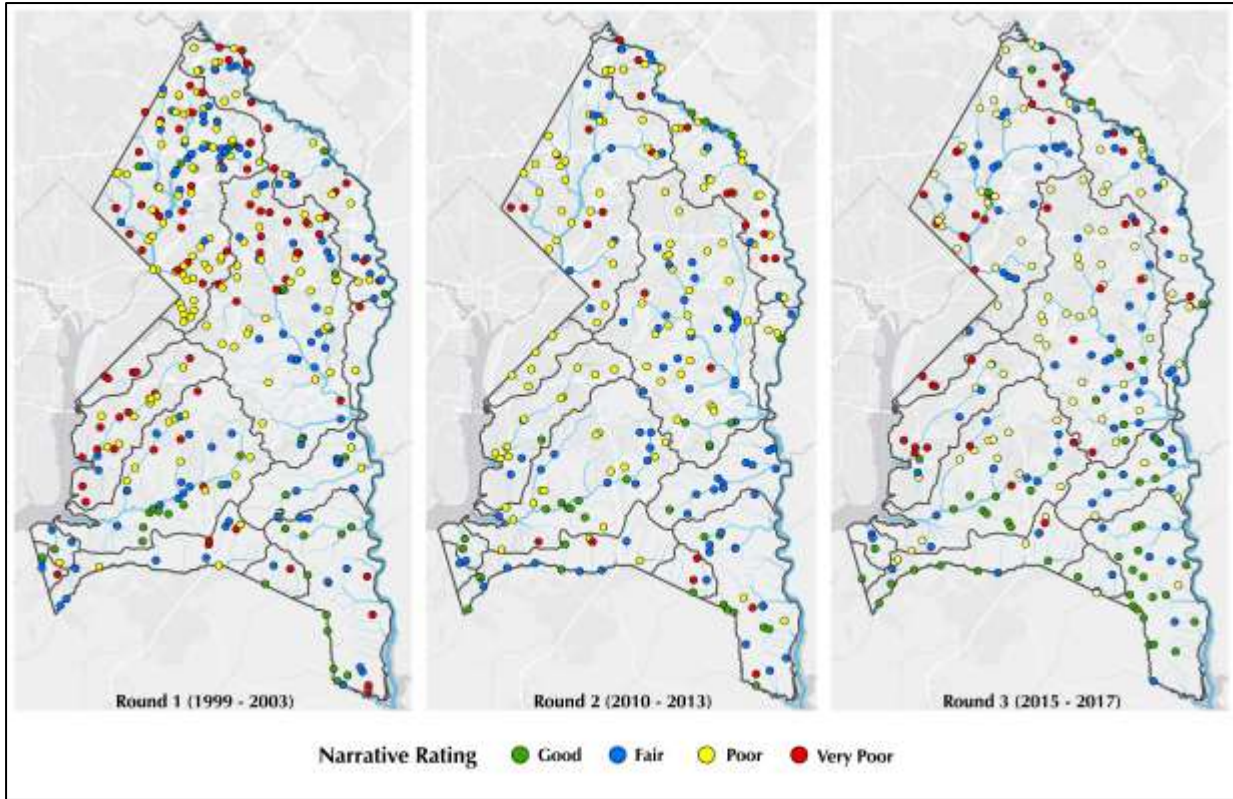 Round 1 (1999 - 2003)
Round 2 (2010 - 2013)
Round 3 (2015 - 2017)
Narrative Rating Good Fair Poor Very Poor